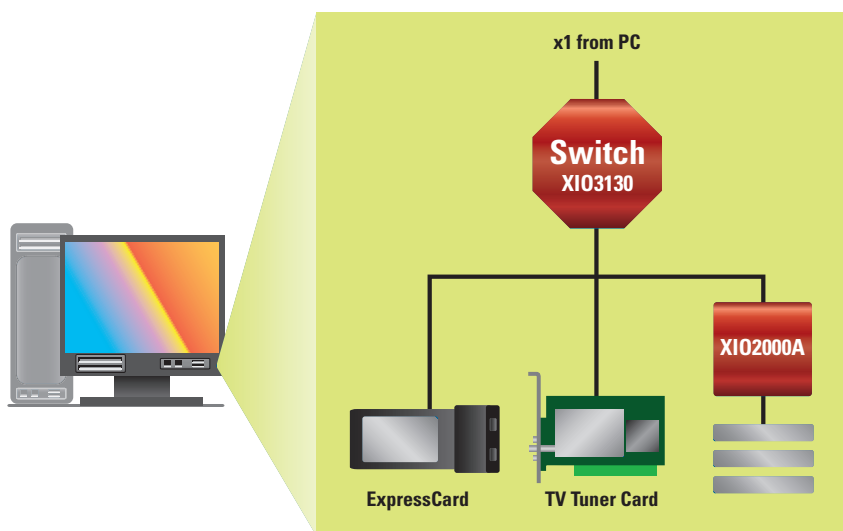 x1 from PC
Switch
XIO3130
XIO2000A
ExpressCard
TV Tuner Card